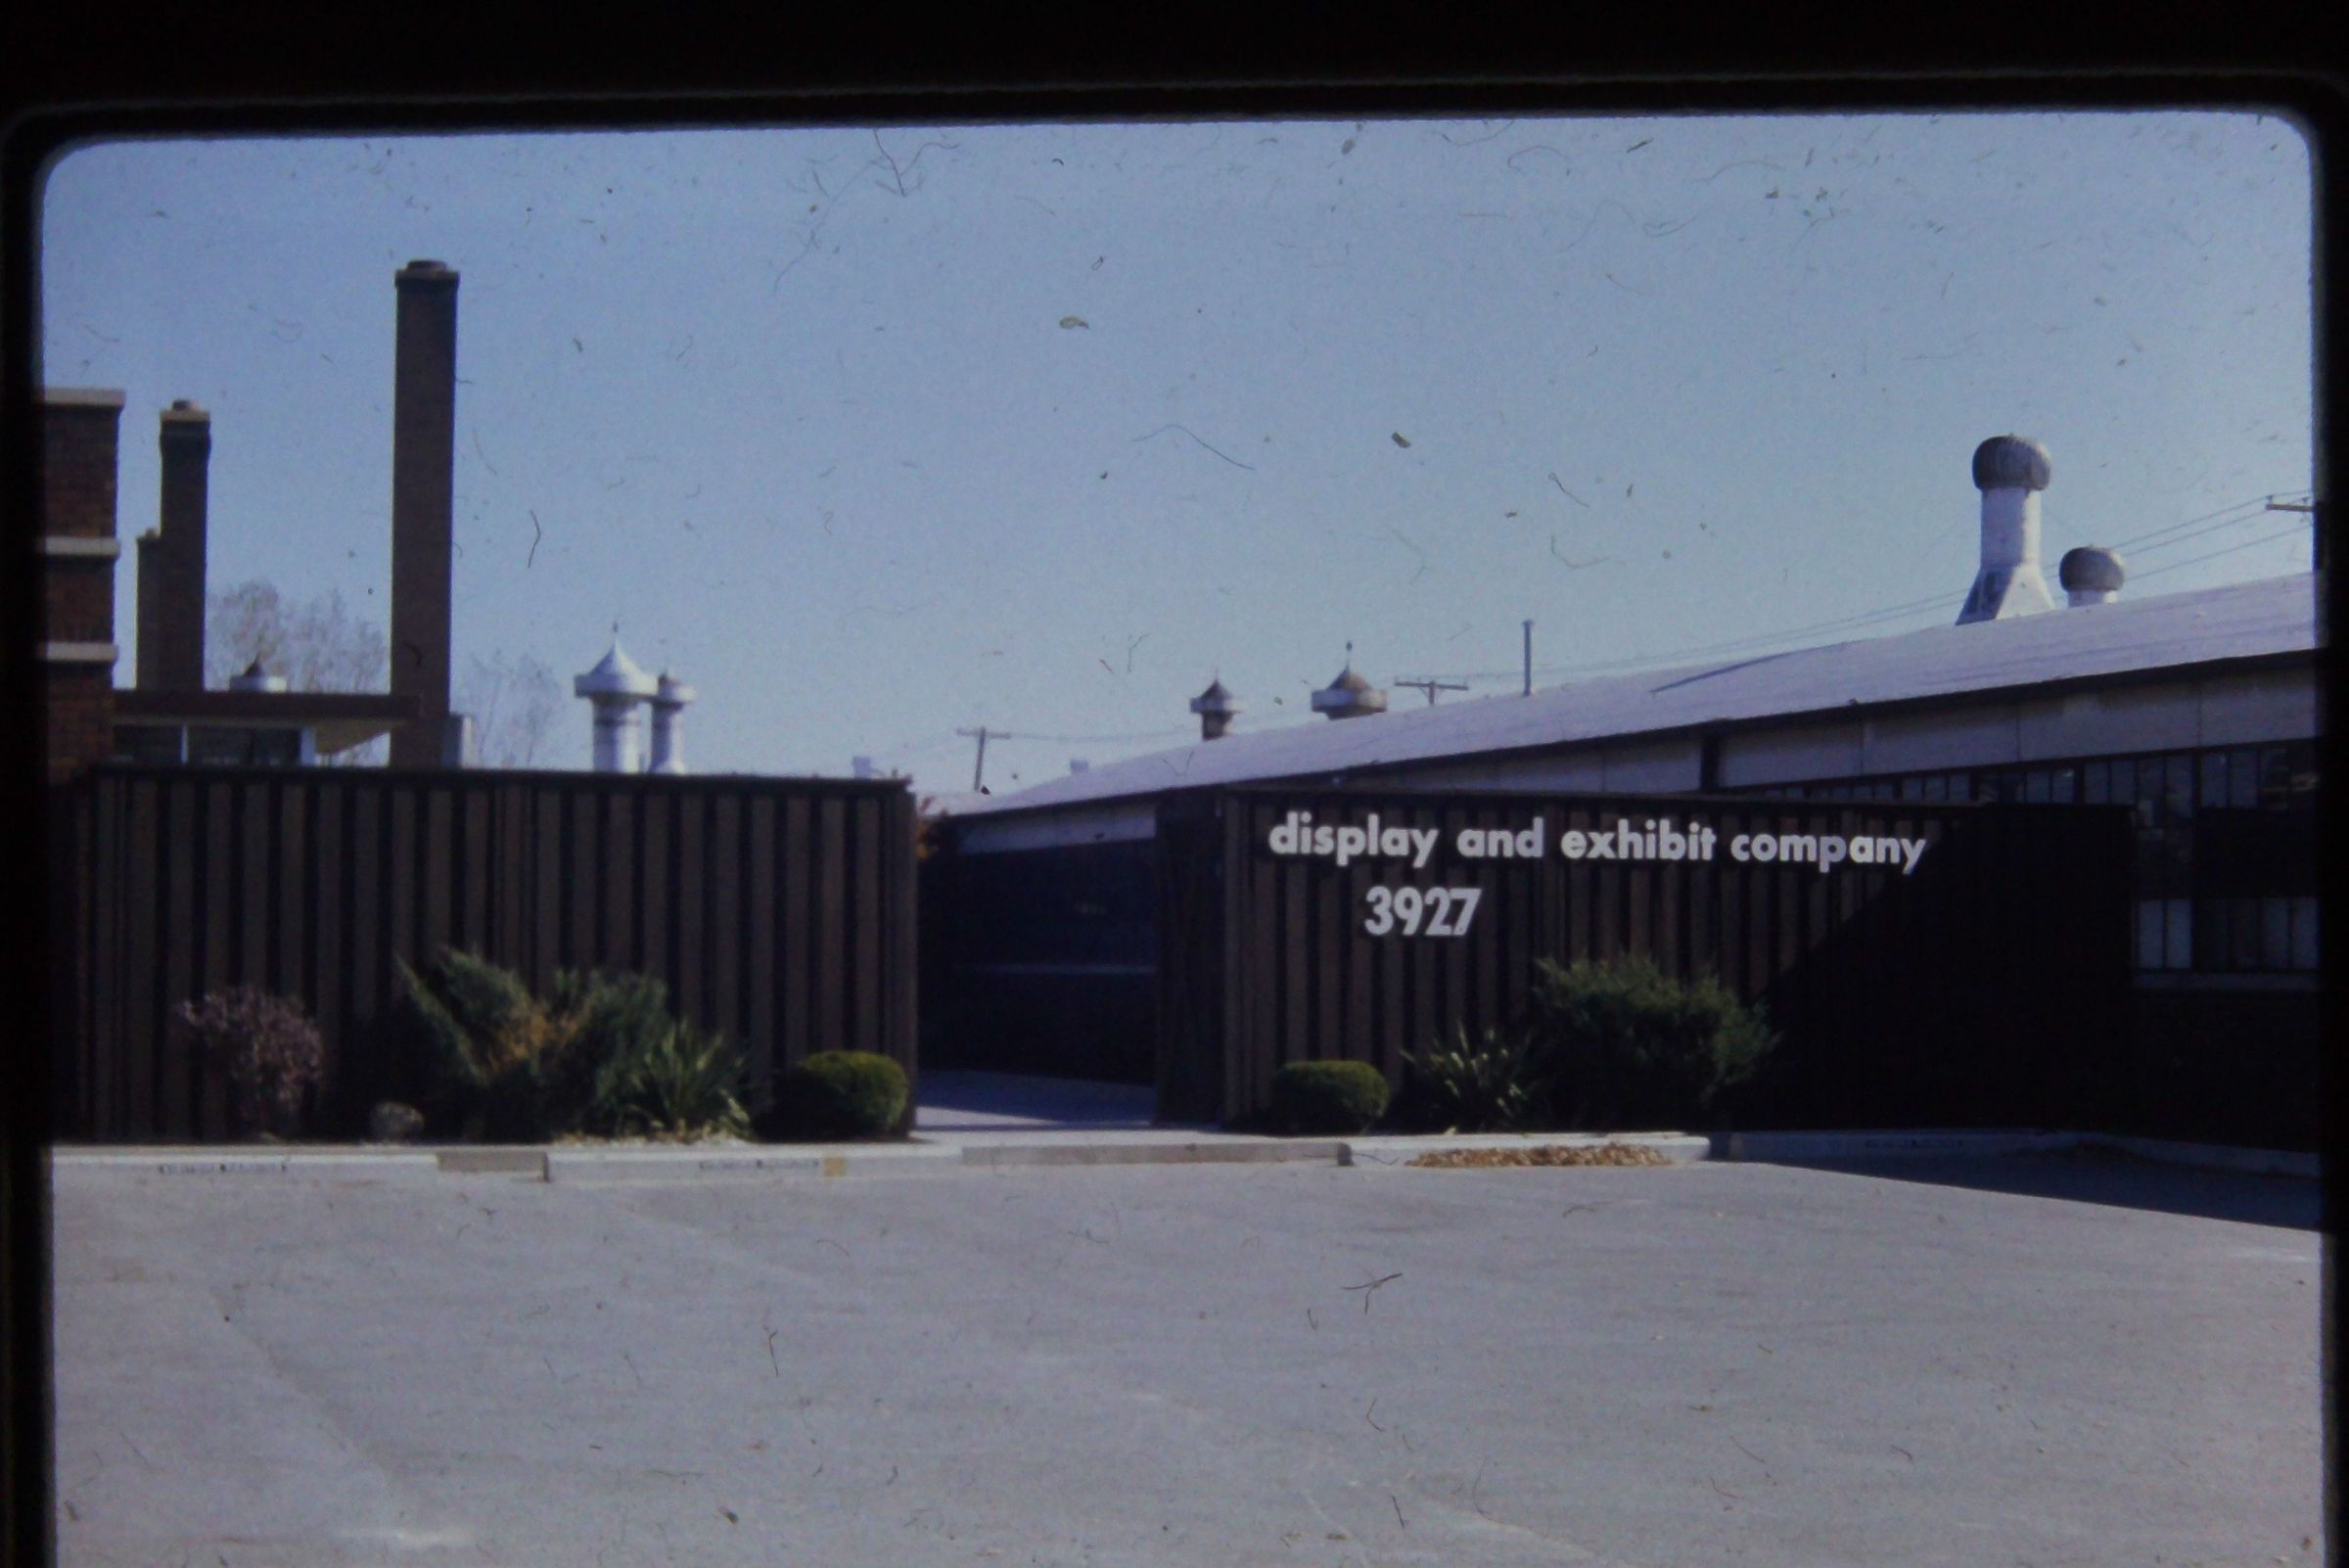 display and exhibit company
3927